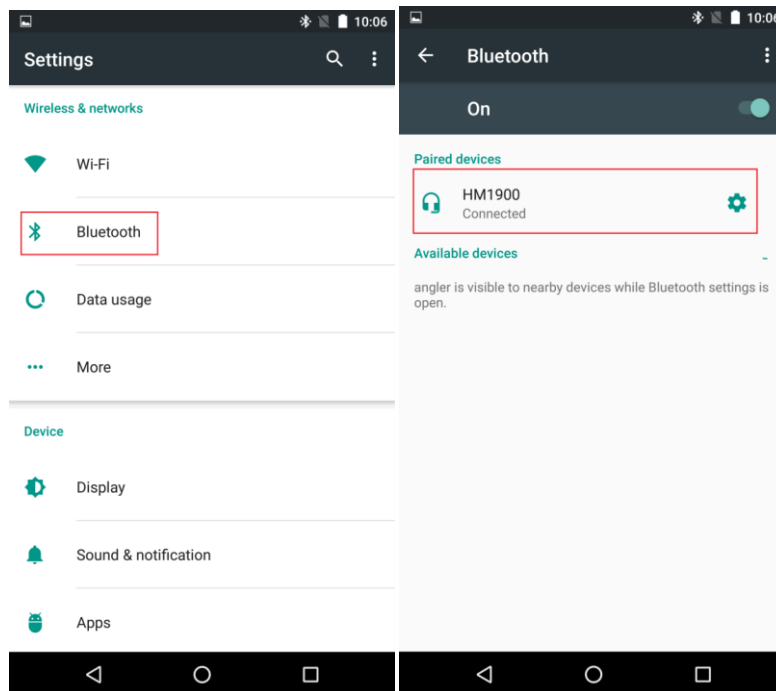 10:06
Settings
Wireless & networks
Wi-Fi
Bluetooth
Data usage
More
Device
Display
Sound & notification
Apps
10:06
Bluetooth
On
Paired devices
HM1900
Connected
Available devices
angler is visible to nearby devices while Bluetooth settings is
open.